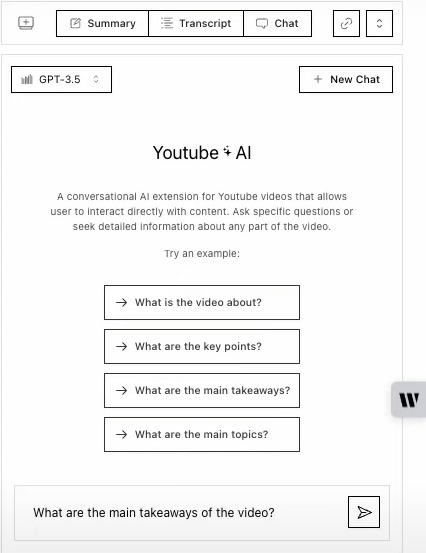 Summary Transcript Chat
GPT-3.5 New Chat
Youtube AI
A conversational AI extension for Youtube videos that allows
user to interact directly with content. Ask specific questions or
seek detailed information about any part of the video.
Try an example:
What is the video about?
What are the key points?
What are the main takeaways?
What are the main topics?
W
What are the main takeaways of the video?